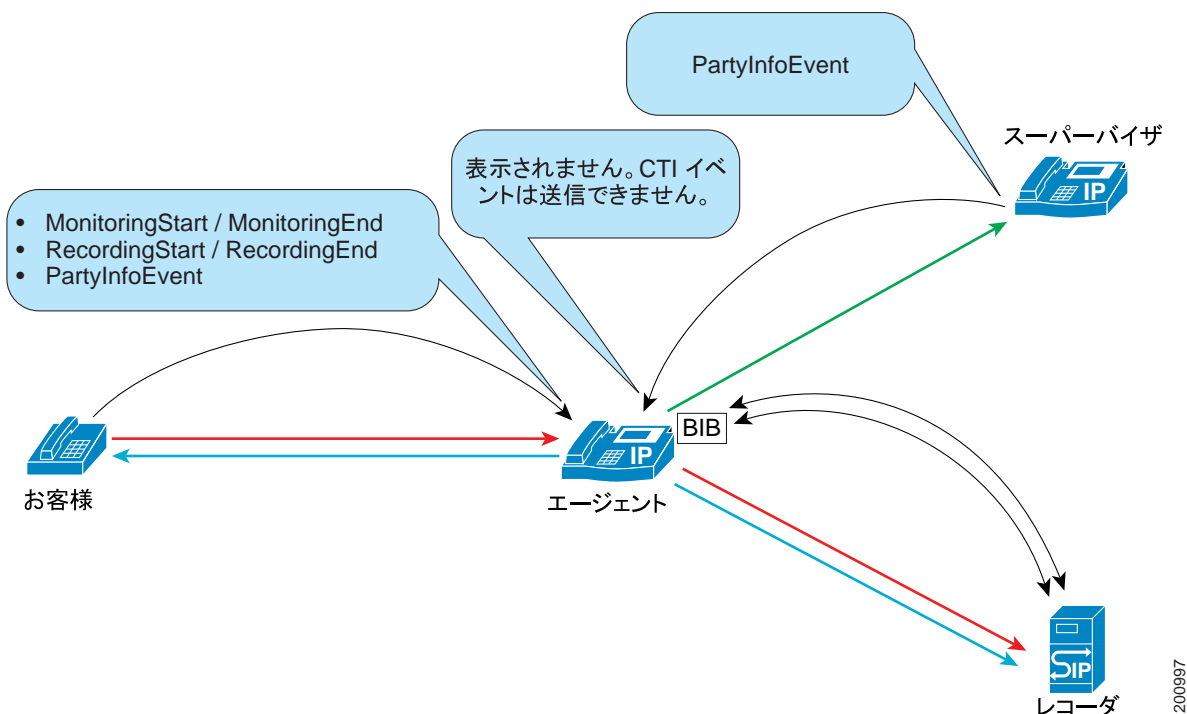 PartyInfoEvent
スーパーバイザ
IP
表示されません。CTI イベ
ントは送信できません。
• MonitoringStart / MonitoringEnd
• RecordingStart / RecordingEnd
• PartyInfoEvent
BIB
IP
お客様
エージェント
SIP
レコーダ
200997